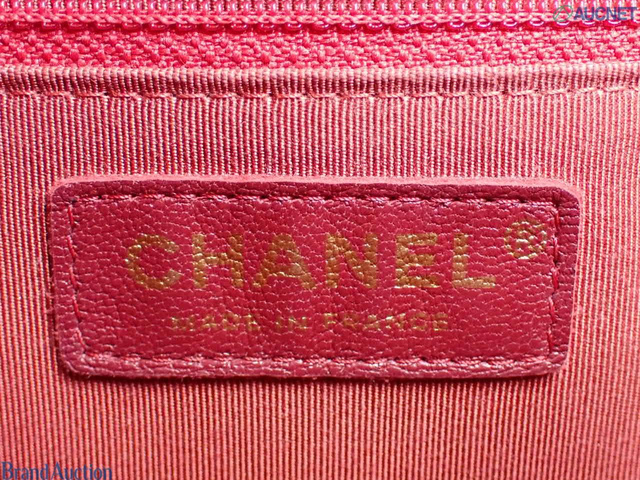 AUCNET
CHANEL®
MADE IN FRANCE
Brand Auction